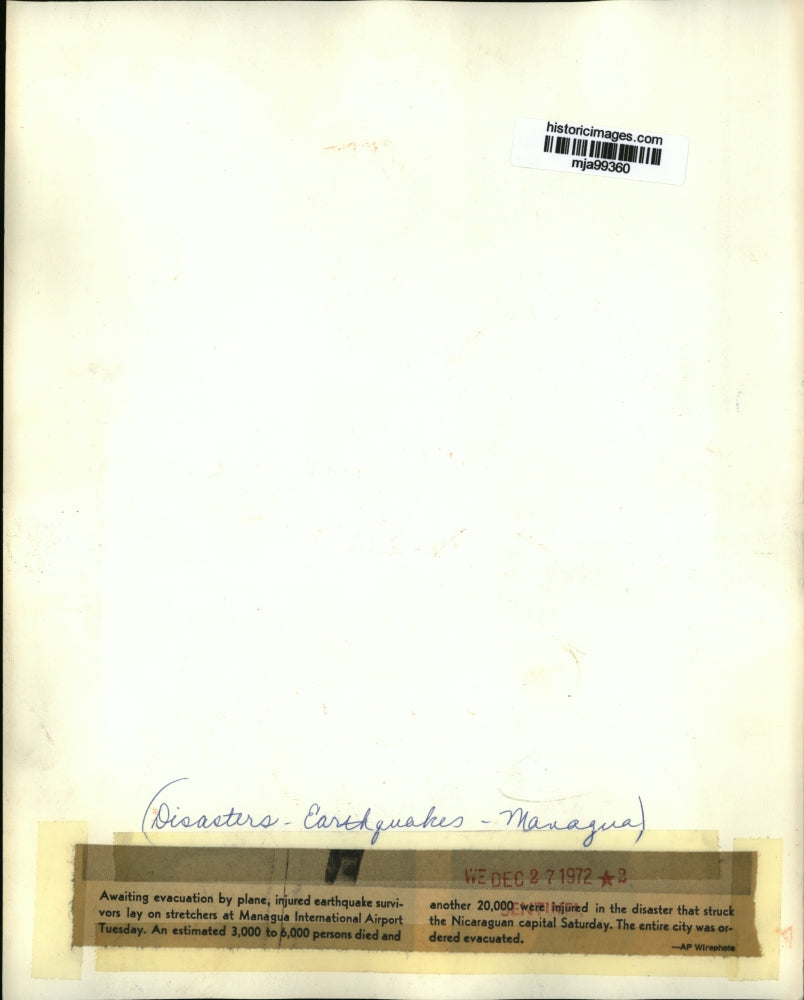 historicimages.com
mja99360
(Disasters - Earthquakes - Managua)
WE DEC 27 1972 ★ 2
SENTINEL
Awaiting evacuation by plane, injured earthquake survi-
vors lay on stretchers at Managua International Airport
Tuesday. An estimated 3,000 to 6,000 persons died and
another 20,000 were injured in the disaster that struck
the Nicaraguan capital Saturday. The entire city was or-
dered evacuated.
—AP Wirephoto